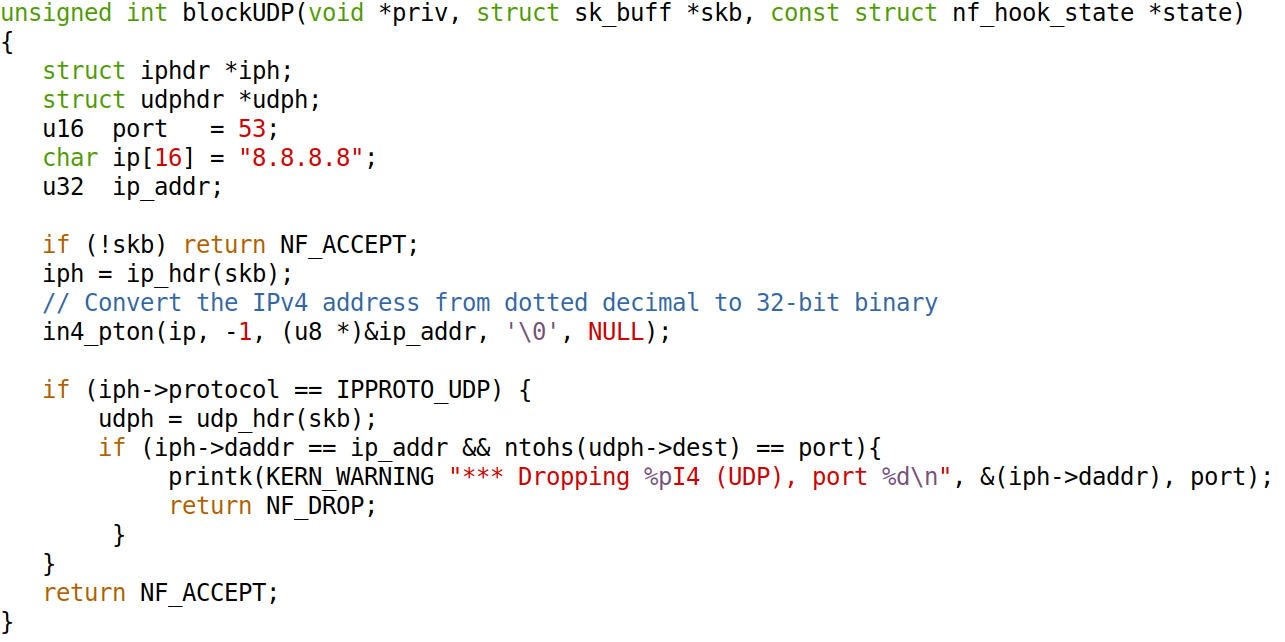 unsigned int blockUDP(void *priv, struct sk_buff *skb, const struct nf_hook_state *state)
{
   struct iphdr *iph;
   struct udphdr *udph;
   u16  port   = 53;
   char ip[16] = "8.8.8.8";
   u32  ip_addr;

   if (!skb) return NF_ACCEPT;
   iph = ip_hdr(skb);
   // Convert the IPv4 address from dotted decimal to 32-bit binary
   in4_pton(ip, -1, (u8 *)&ip_addr, '\0', NULL);

   if (iph->protocol == IPPROTO_UDP) {
       udph = udp_hdr(skb);
       if (iph->daddr == ip_addr && ntohs(udph->dest) == port){
            printk(KERN_WARNING "*** Dropping %pI4 (UDP), port %d\n", &(iph->daddr), port);
            return NF_DROP;
        }
   }
   return NF_ACCEPT;
}